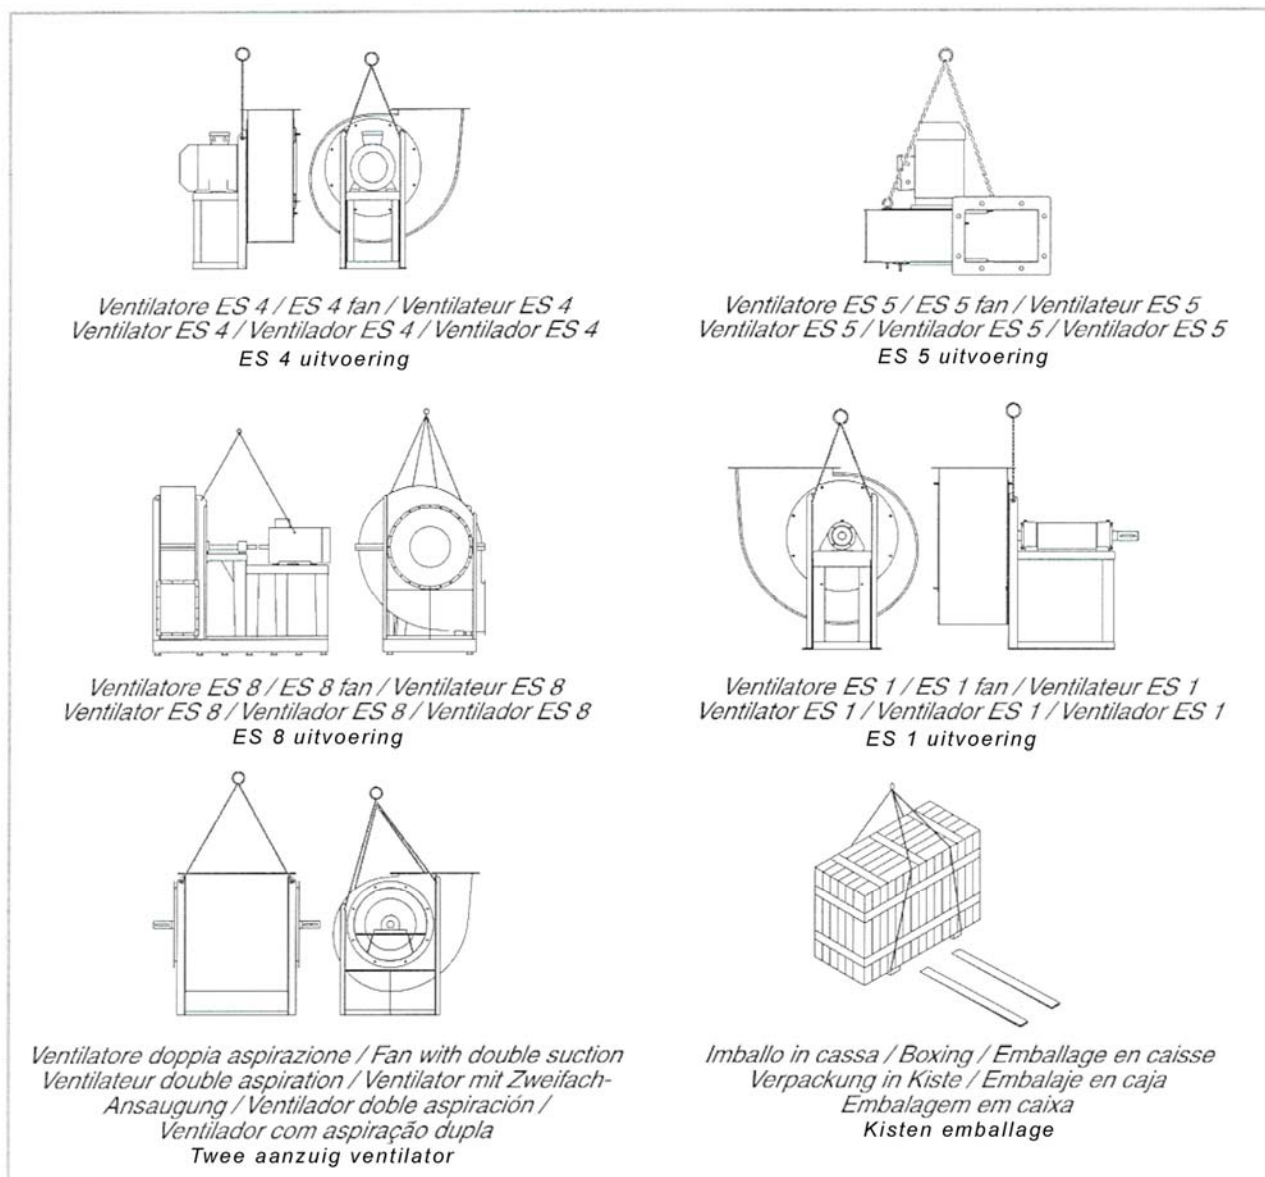 Ventilatore ES 4 / ES 4 fan / Ventilateur ES 4
Ventilator ES 4 / Ventilador ES 4 / Ventilador ES 4
ES 4 uitvoering
Ventilatore ES 5 / ES 5 fan / Ventilateur ES 5
Ventilator ES 5 / Ventilador ES 5 / Ventilador ES 5
ES 5 uitvoering
Ventilatore ES 8 / ES 8 fan / Ventilateur ES 8
Ventilator ES 8 / Ventilador ES 8 / Ventilador ES 8
ES 8 uitvoering
Ventilatore ES 1 / ES 1 fan / Ventilateur ES 1
Ventilator ES 1 / Ventilador ES 1 / Ventilador ES 1
ES 1 uitvoering
Ventilatore doppia aspirazione / Fan with double suction
Ventilateur double aspiration / Ventilator mit Zweifach-
Ansaugung / Ventilador doble aspiración /
Ventilador com aspiração dupla
Twee aanzuig ventilator
Imballo in cassa / Boxing / Emballage en caisse
Verpackung in Kiste / Embalaje en caja
Embalagem em caixa
Kisten emballage